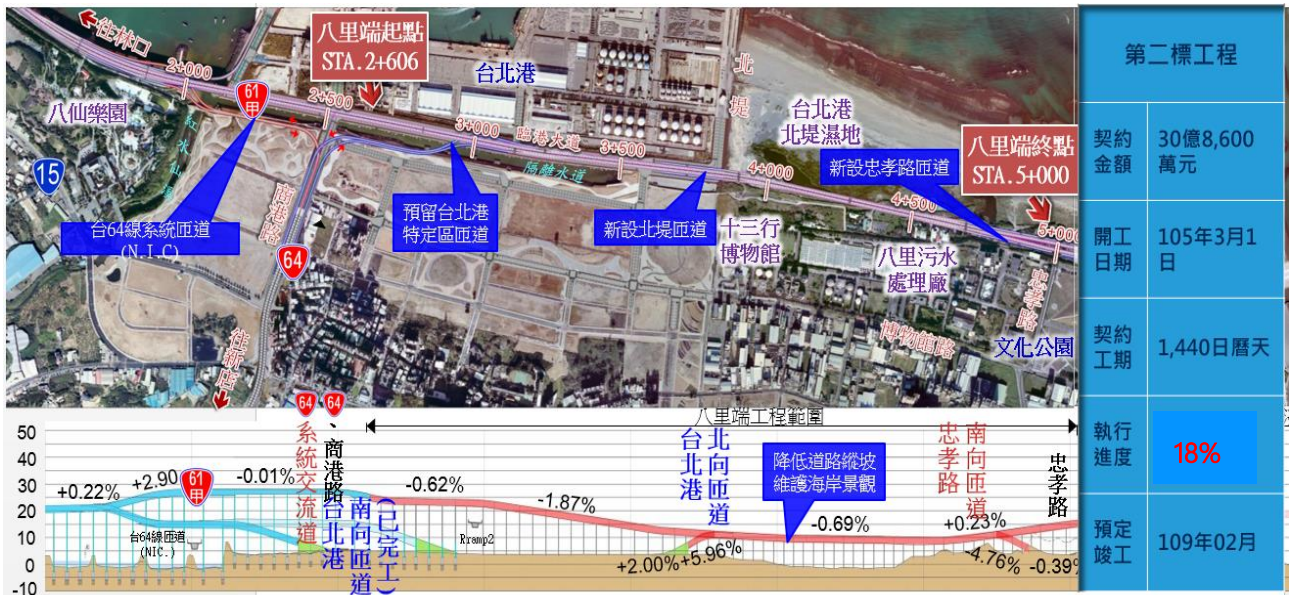 往林口
2+000
61
甲
八里端起點
STA.2+606
台北港
北堤
台北港
北堤濕地
八仙樂園
2+500
3+000
臨港大道
3+500
新設忠孝路匝道
八里端終點
STA.5+000
15
紅水仙溪
隔離水道
4+000
4+500
5+000
台64線系統匝道
(N.I.C)
商港路
64
預留台北港
特定區匝道
新設北堤匝道
十三行
博物館
八里污水
處理廠
忠孝路
往新店
博物館路
文化公園
第二標工程
契約
金額
30億8,600
萬元
開工
日期
105年3月1
日
契約
工期
1,440日曆天
執行
進度
18%
預定
竣工
109年02月
八里端工程範圍
50
40
30
20
10
0
-10
+0.22%
+2.90
61
甲
-0.01%
64
64
系統交流道
、商港路
台北港
南向匝道
(已完工)
-0.62%
-1.87%
台北港
北向匝道
降低道路縱坡
維護海岸景觀
-0.69%
忠孝路
南向匝道
忠孝路
+0.23%
台64線匝道
(NIC.)
Rramp2
+2.00%
+5.96%
-4.76%
-0.39%